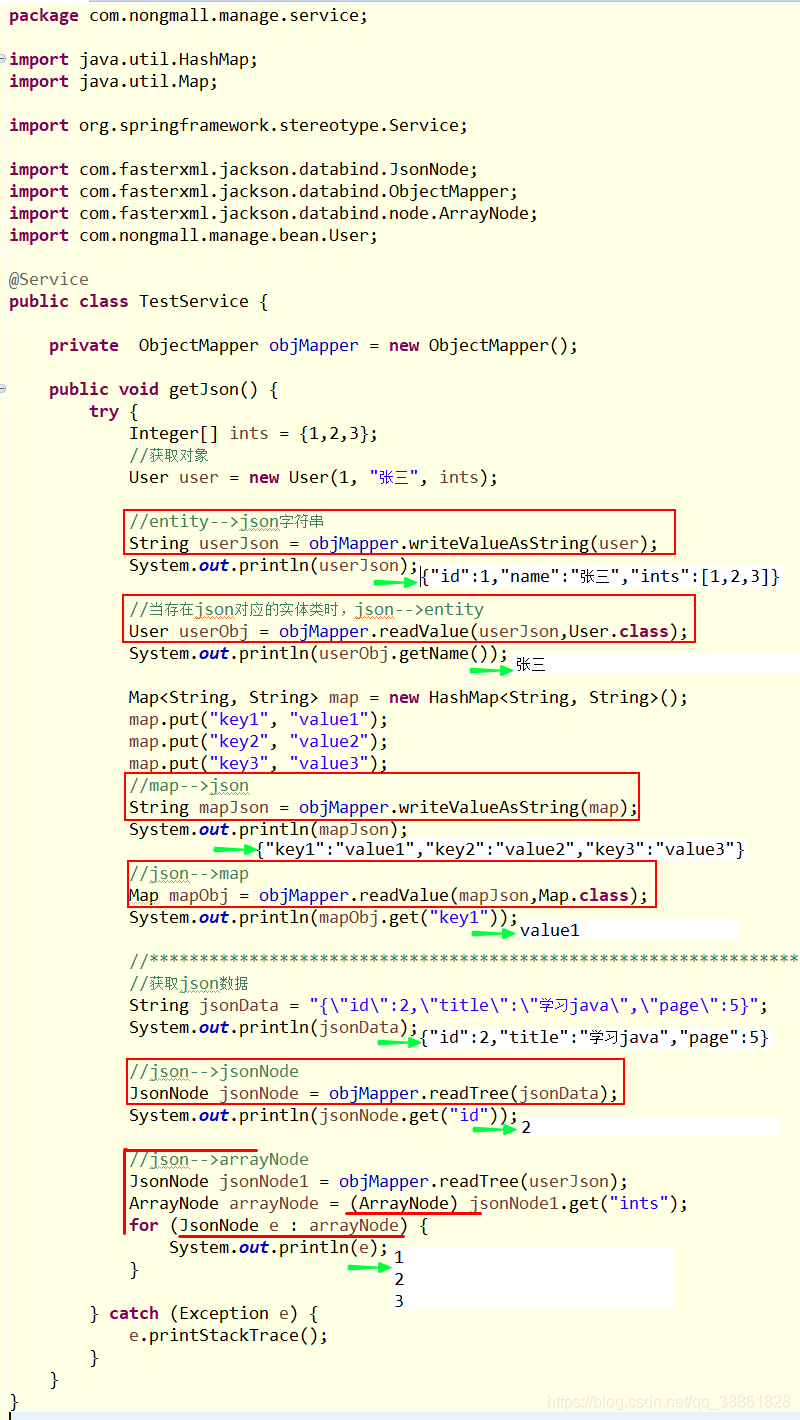 package com.nongmall.manage.service;
import java.util.HashMap;
import java.util.Map;
import org.springframework.stereotype.Service;
import com.fasterxml.jackson.databind.JsonNode;
import com.fasterxml.jackson.databind.ObjectMapper;
import com.fasterxml.jackson.databind.node.ArrayNode;
import com.nongmall.manage.bean.User;
@Service
public class TestService {
private  ObjectMapper objMapper = new ObjectMapper();
public void getJson() {
try {
Integer[] ints = {1,2,3};
//获取对象
User user = new User(1, "张三", ints);
//entity-->json字符串
String userJson = objMapper.writeValueAsString(user);
System.out.println(userJson);
{"id":1,"name":"张三","ints":[1,2,3]}
//当存在json对应的实体类时，json-->entity
User userObj = objMapper.readValue(userJson,User.class);
System.out.println(userObj.getName());
张三
Map<String, String> map = new HashMap<String, String>();
map.put("key1", "value1");
map.put("key2", "value2");
map.put("key3", "value3");
//map-->json
String mapJson = objMapper.writeValueAsString(map);
System.out.println(mapJson);
{"key1":"value1","key2":"value2","key3":"value3"}
//json-->map
Map mapObj = objMapper.readValue(mapJson,Map.class);
System.out.println(mapObj.get("key1"));
value1
//*****************************************************************
//获取json数据
String jsonData = "{\"id\":2,\"title\":\"学习java\",\"page\":5}";
System.out.println(jsonData);
{"id":2,"title":"学习java","page":5}
//json-->jsonNode
JsonNode jsonNode = objMapper.readTree(jsonData);
System.out.println(jsonNode.get("id"));
2
//json-->arrayNode
JsonNode jsonNode1 = objMapper.readTree(userJson);
ArrayNode arrayNode = (ArrayNode) jsonNode1.get("ints");
for (JsonNode e : arrayNode) {
System.out.println(e);
1
2
3
}
} catch (Exception e) {
e.printStackTrace();
}
}
}
https://blog.csdn.net/qq_38861828